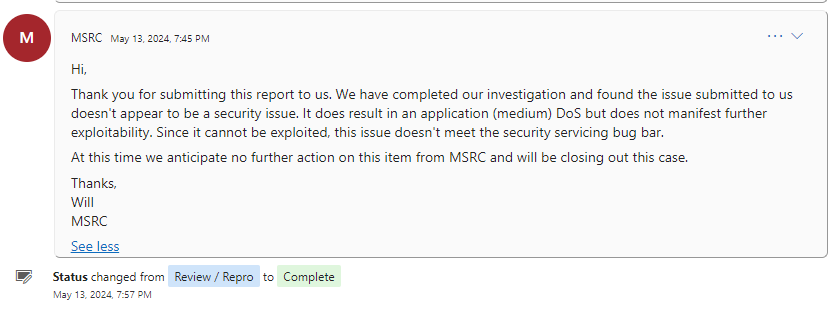 M
MSRC May 13, 2024, 7:45 PM
Hi,
Thank you for submitting this report to us. We have completed our investigation and found the issue submitted to us
doesn't appear to be a security issue. It does result in an application (medium) DoS but does not manifest further
exploitability. Since it cannot be exploited, this issue doesn't meet the security servicing bug bar.
At this time we anticipate no further action on this item from MSRC and will be closing out this case.
Thanks,
Will
MSRC
See less
Status changed from Review / Repro to Complete
May 13, 2024, 7:57 PM